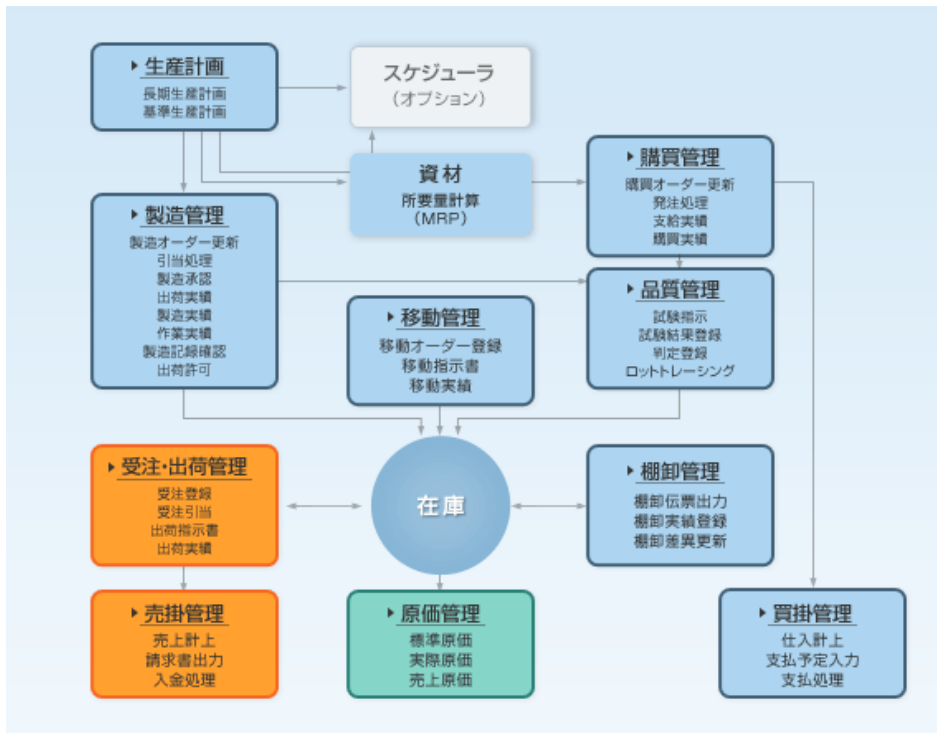 生産計画
長期生産計画
基準生産計画
スケジューラ
（オプション）
資材
所要量計算
（MRP）
購買管理
購買オーダー更新
発注処理
支給実績
購買実績
製造管理
製造オーダー更新
引当処理
製造承認
出荷実績
製造実績
作業実績
製造記録確認
出荷許可
品質管理
試験指示
試験結果登録
判定登録
ロットトレーシング
移動管理
移動オーダー登録
移動指示書
移動実績
受注・出荷管理
受注登録
受注引当
出荷指示書
出荷実績
在庫
棚卸管理
棚卸伝票出力
棚卸実績登録
棚卸差異更新
売掛管理
売上計上
請求書出力
入金処理
原価管理
標準原価
実際原価
売上原価
買掛管理
仕入計上
支払予定入力
支払処理